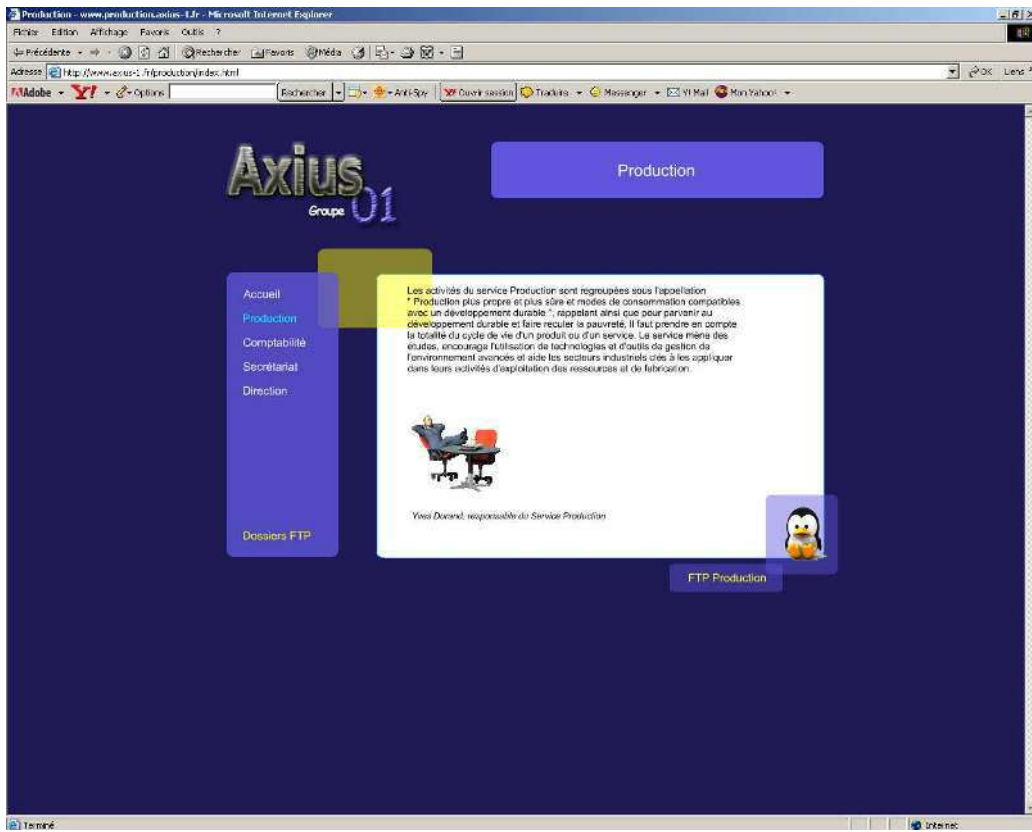 Production - www.production.axius-1.fr - Microsoft Internet Explorer
Fichier Edition Affichage Favoris Outils ?
Précédente Rechercher Favoris Média
Adresse http://www.axius-1.fr/production/index.html OK Liens
Adobe Y! Options Rechercher Anti-Spy Ouvrir session Traduire Messenger Y! Mail Mon Yahoo!
Axius
Groupe 01
Production
Accueil
Production
Comptabilité
Secrétariat
Direction
Dossiers FTP
Les activités du service Production sont regroupées sous l'appellation
" Production plus propre et plus sûre et modes de consommation compatibles
avec un développement durable ", rappelant ainsi que pour parvenir au
développement durable et faire reculer la pauvreté, il faut prendre en compte
la totalité du cycle de vie d'un produit ou d'un service. Le service mène des
études, encourage l'utilisation de technologies et d'outils de gestion de
l'environnement avancés et aide les secteurs industriels clés à les appliquer
dans leurs activités d'exploitation des ressources et de fabrication.
Yves Durand, responsable du Service Production
FTP Production
Terminé Internet